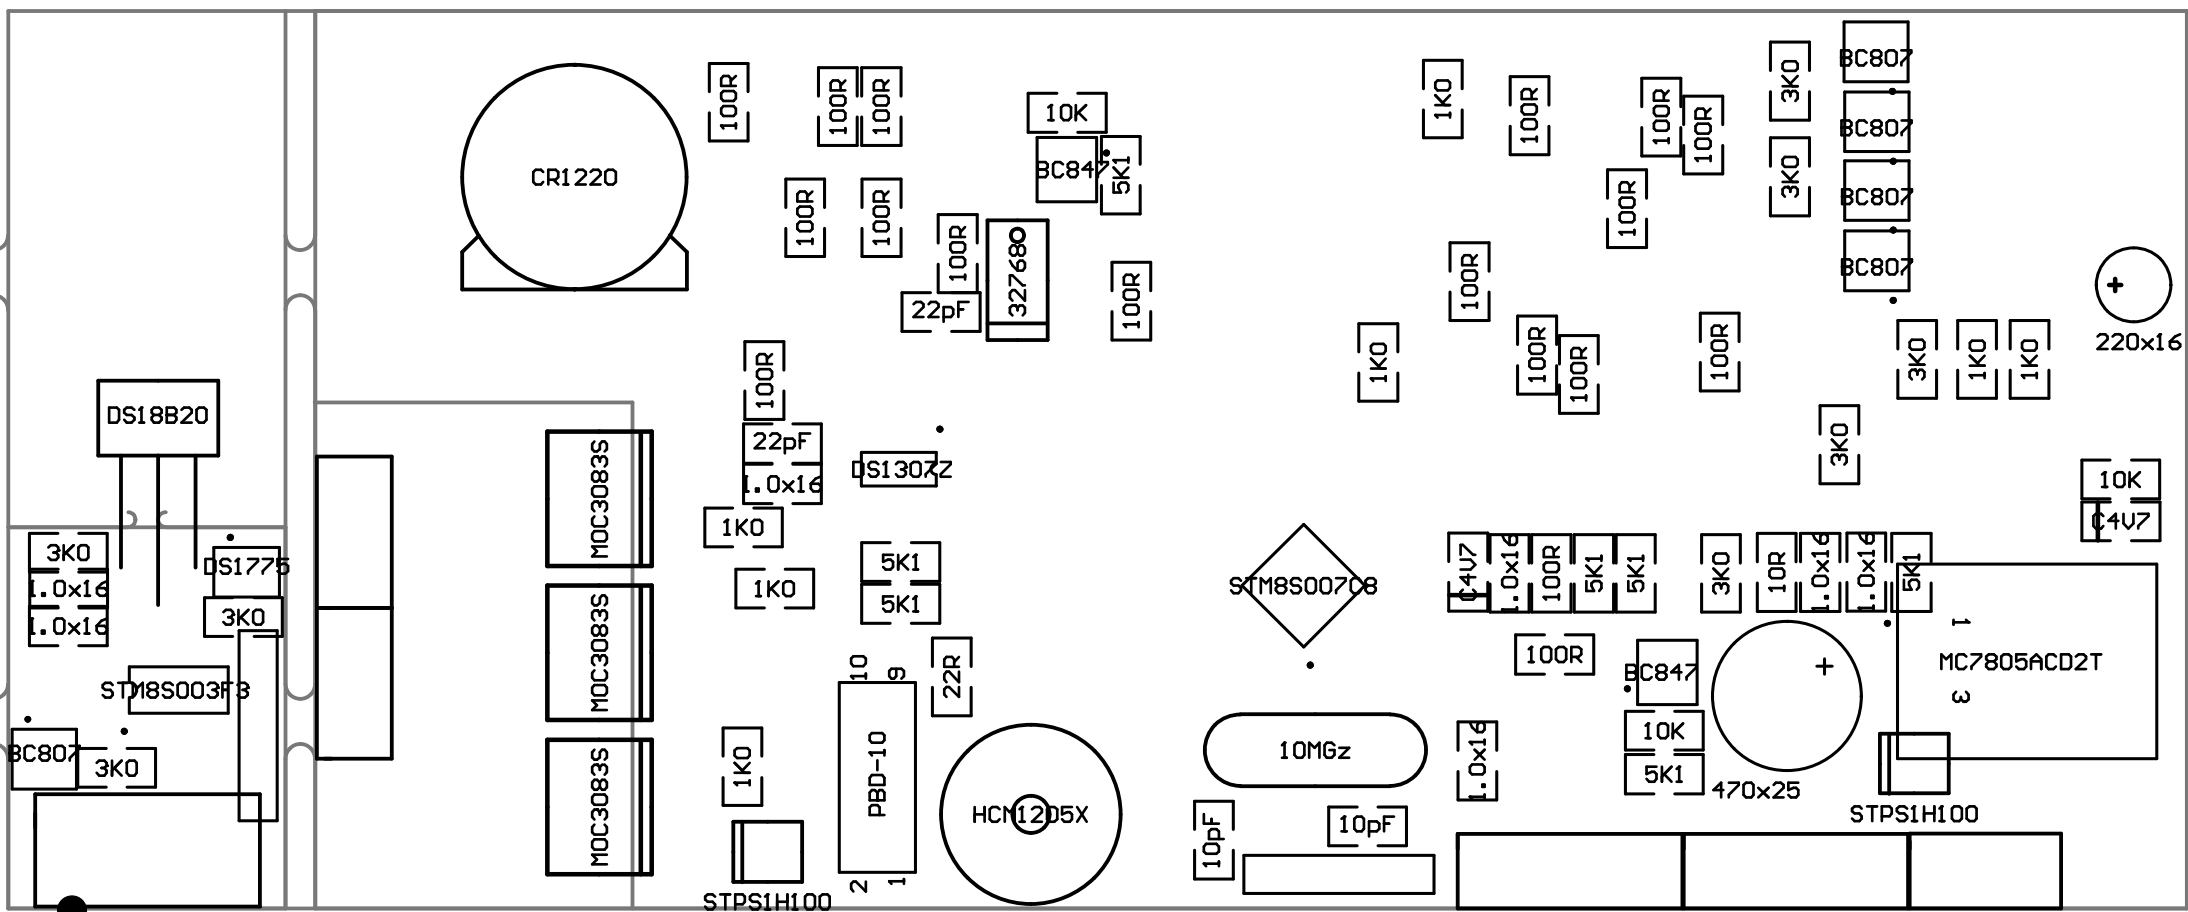 BC807
3K0
100R
100R
100R
10K
1K0
100R
100R
100R
BC807
BC847
5K1
3K0
CR1220
100R
100R
100R
BC807
100R
32768
22pF
100R
100R
BC807
220x16
100R
1K0
100R
100R
100R
3K0
1K0
1K0
DS18B20
22pF
1.0x16
DS1307Z
MOC3083S
3K0
10K
C4V7
1K0
3K0
1.0x16
1.0x16
DS1775
3K0
5K1
5K1
1K0
STM8S007C8
C4V7
1.0x16
100R
5K1
5K1
3K0
10R
1.0x16
1.0x16
5K1
MOC3083S
STM8S003F3
10
9
22R
100R
BC847
+
1
MC7805ACD2T
3
BC807
3K0
MOC3083S
1K0
PBD-10
2
1
HCM1205X
10MGz
1.0x16
10K
5K1
470x25
STPS1H100
10pF
10pF
STPS1H100